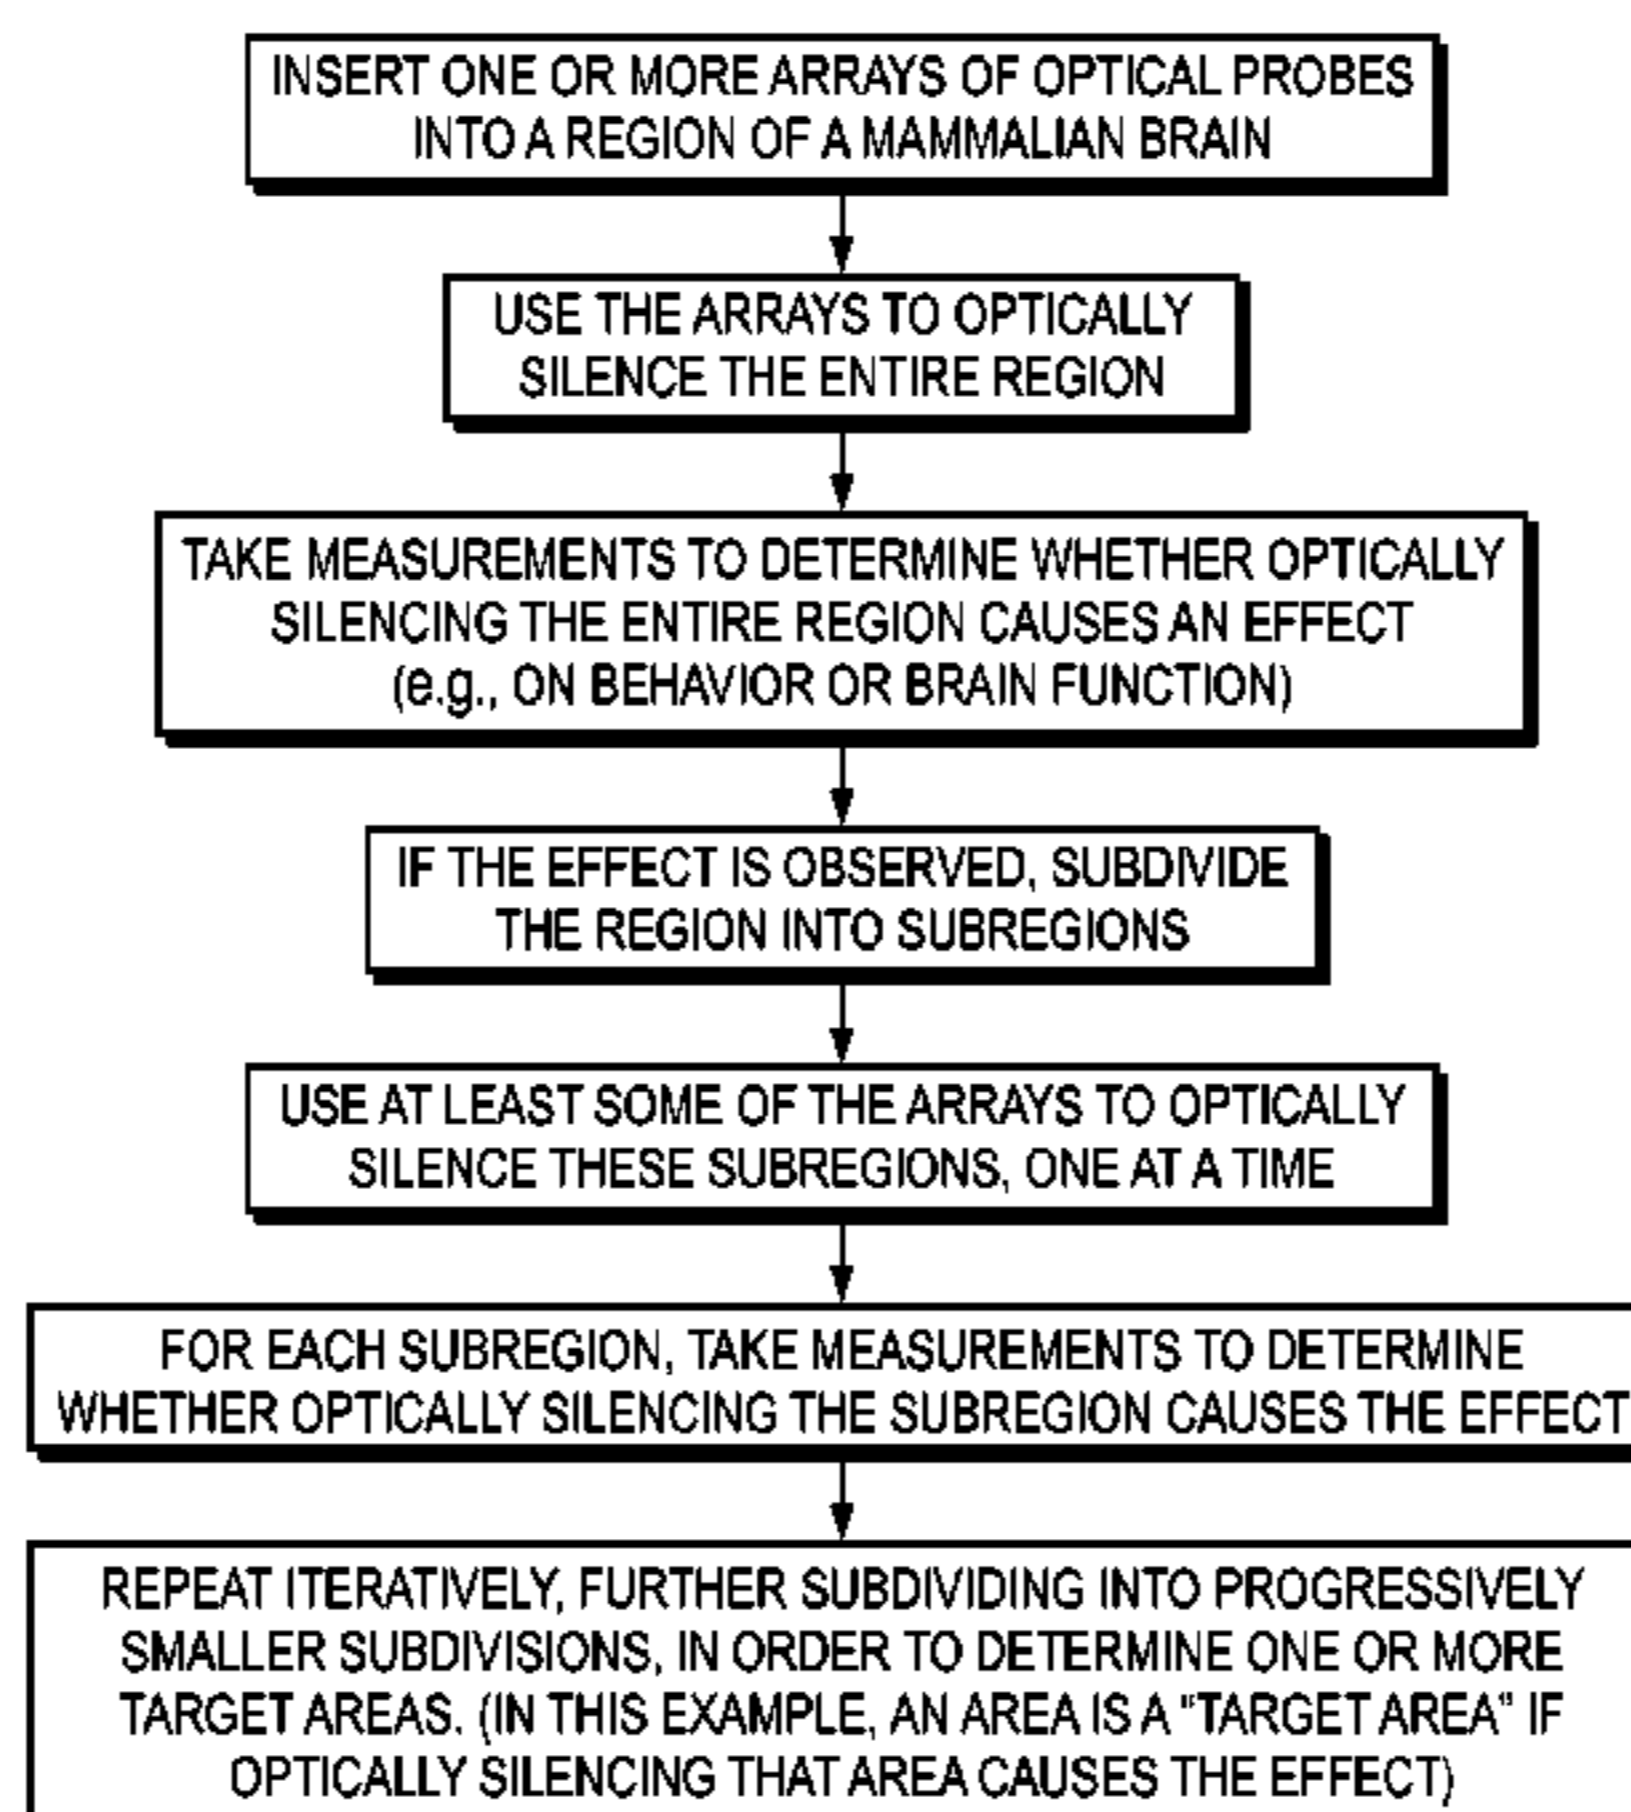 INSERT ONE OR MORE ARRAYS OF OPTICAL PROBES
INTO A REGION OF A MAMMALIAN BRAIN
USE THE ARRAYS TO OPTICALLY
SILENCE THE ENTIRE REGION
TAKE MEASUREMENTS TO DETERMINE WHETHER OPTICALLY
SILENCING THE ENTIRE REGION CAUSES AN EFFECT
(e.g., ON BEHAVIOR OR BRAIN FUNCTION)
IF THE EFFECT IS OBSERVED, SUBDIVIDE
THE REGION INTO SUBREGIONS
USE AT LEAST SOME OF THE ARRAYS TO OPTICALLY
SILENCE THESE SUBREGIONS, ONE AT A TIME
FOR EACH SUBREGION, TAKE MEASUREMENTS TO DETERMINE
WHETHER OPTICALLY SILENCING THE SUBREGION CAUSES THE EFFECT
REPEAT ITERATIVELY, FURTHER SUBDIVIDING INTO PROGRESSIVELY
SMALLER SUBDIVISIONS, IN ORDER TO DETERMINE ONE OR MORE
TARGET AREAS. (IN THIS EXAMPLE, AN AREA IS A "TARGET AREA" IF
OPTICALLY SILENCING THAT AREA CAUSES THE EFFECT)